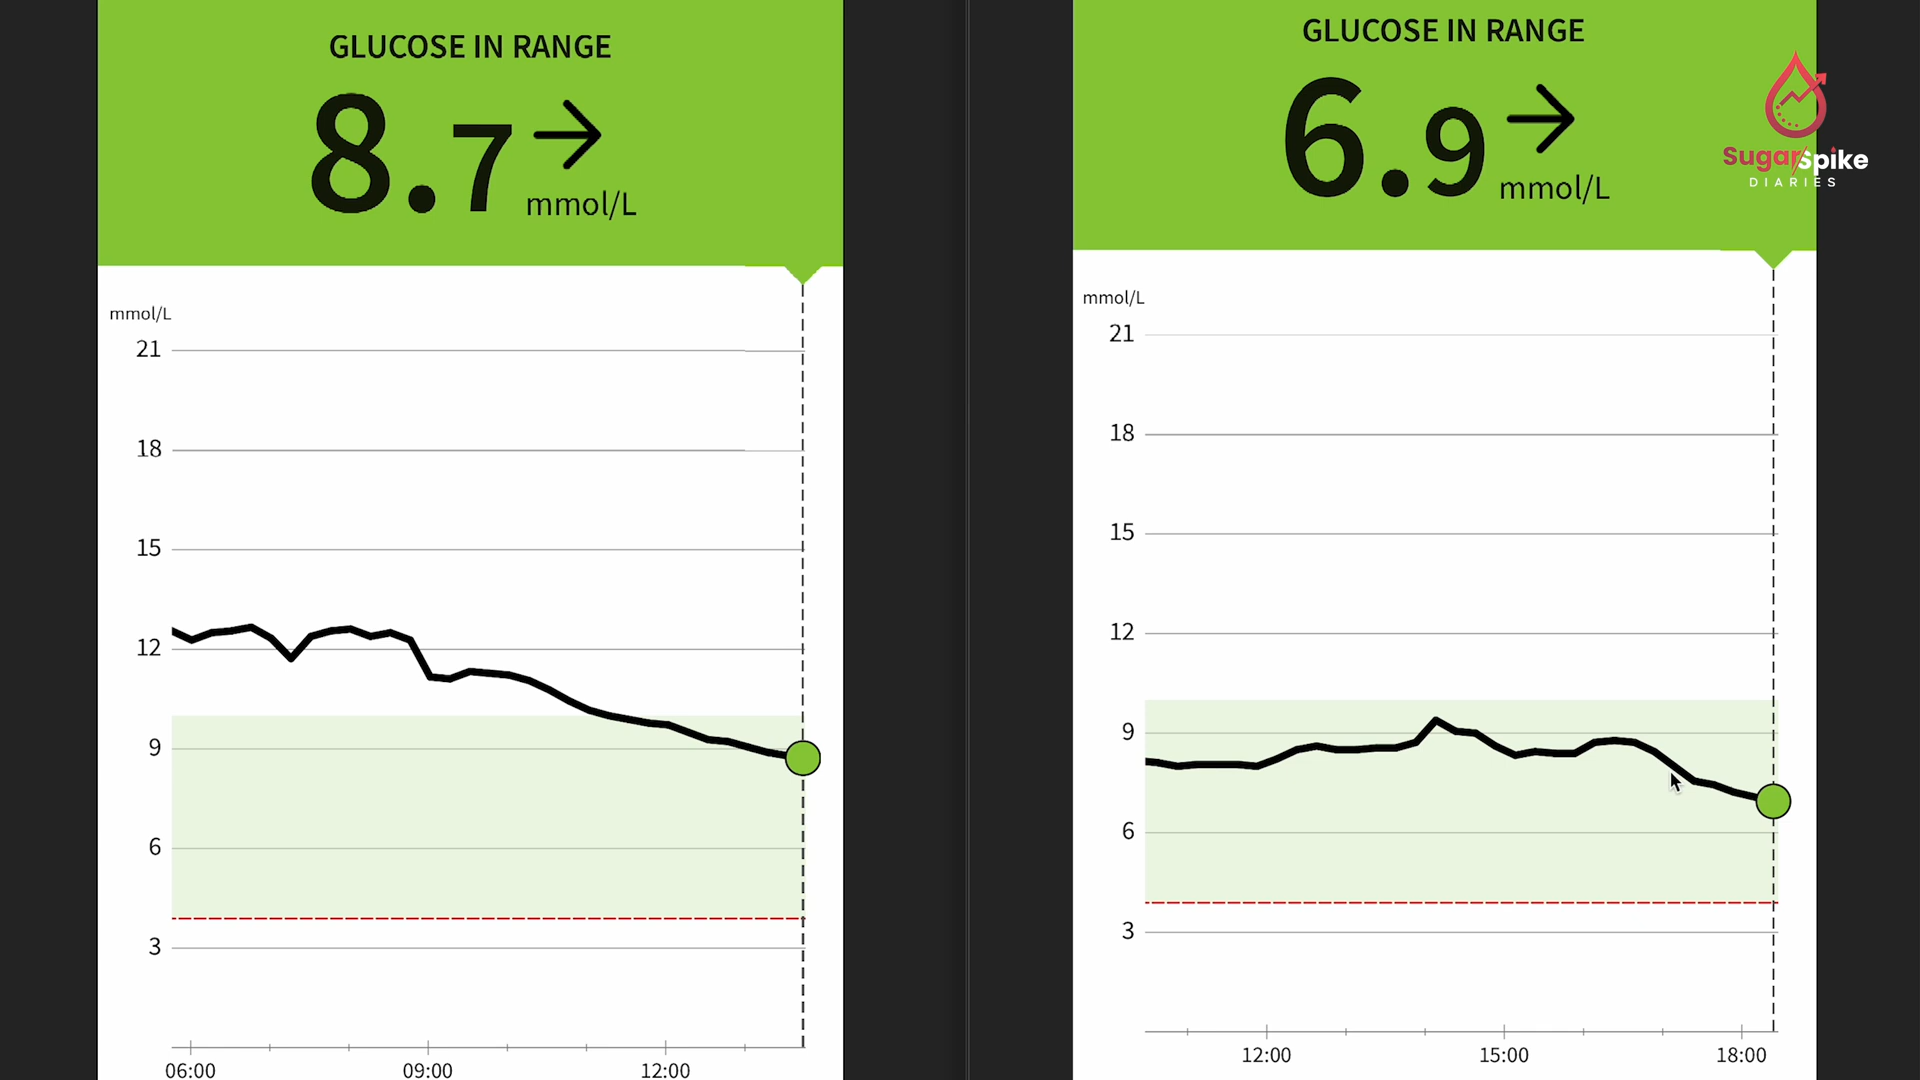 GLUCOSE IN RANGE
8.7
mmol/L
mmol/L
21
18
15
12
9
6
3
06:00 09:00 12:00
GLUCOSE IN RANGE
6.9
mmol/L
mmol/L
21
18
15
12
9
6
3
12:00 15:00 18:00
SugarSpike
DIARIES